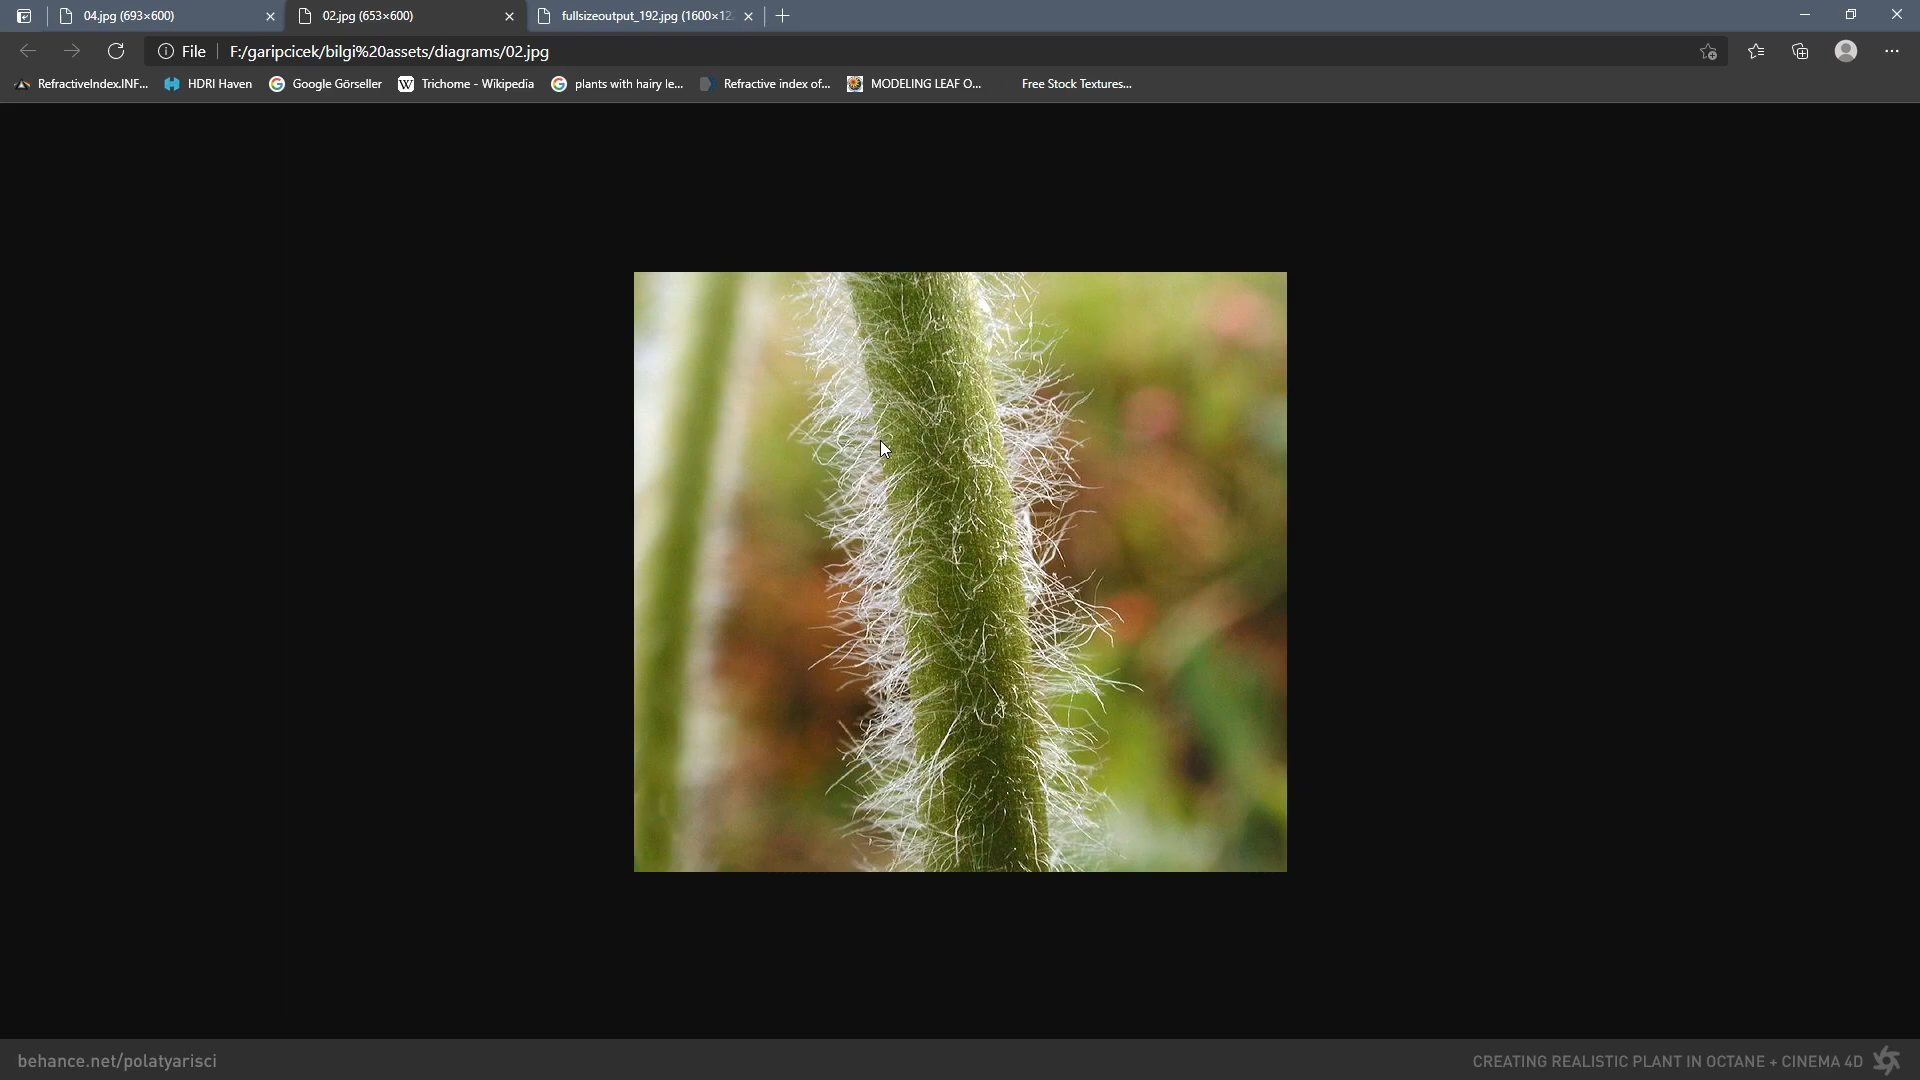 04.jpg (693×600)
02.jpg (653×600)
fullsizeoutput_192.jpg (1600×12
File
F:/garipcicek/bilgi%20assets/diagrams/02.jpg
RefractiveIndex.INF...
HDRI Haven
Google Görseller
W Trichome - Wikipedia
plants with hairy le...
Refractive index of...
MODELING LEAF O...
Free Stock Textures...
behance.net/polatyarisci
CREATING REALISTIC PLANT IN OCTANE + CINEMA 4D